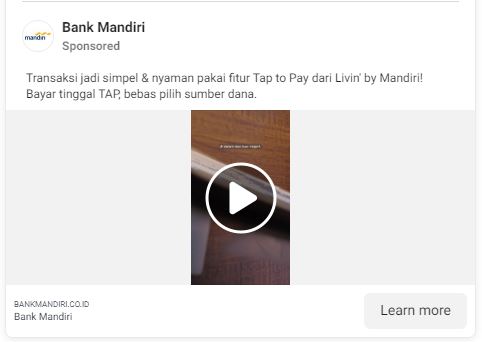 mandiri
Bank Mandiri
Sponsored
Transaksi jadi simpel & nyaman pakai fitur Tap to Pay dari Livin' by Mandiri!
Bayar tinggal TAP, bebas pilih sumber dana.
BANKMANDIRI.CO.ID
Bank Mandiri
Learn more